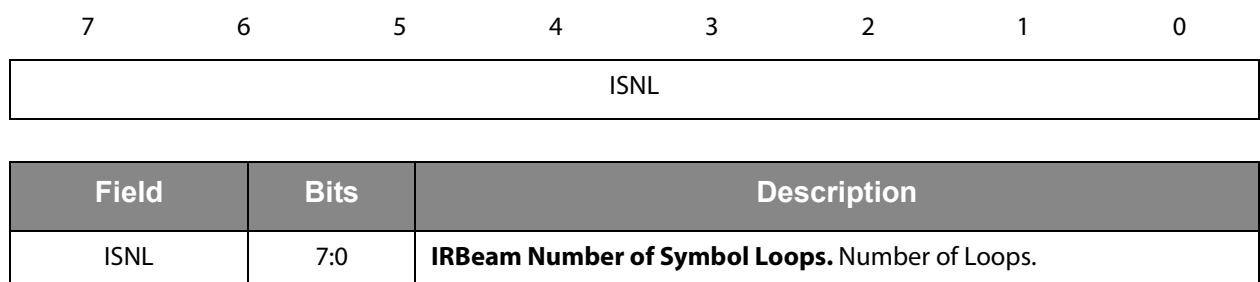 7 6 5 4 3 2 1 0
ISNL
Field Bits Description
ISNL 7:0 IRBeam Number of Symbol Loops. Number of Loops.